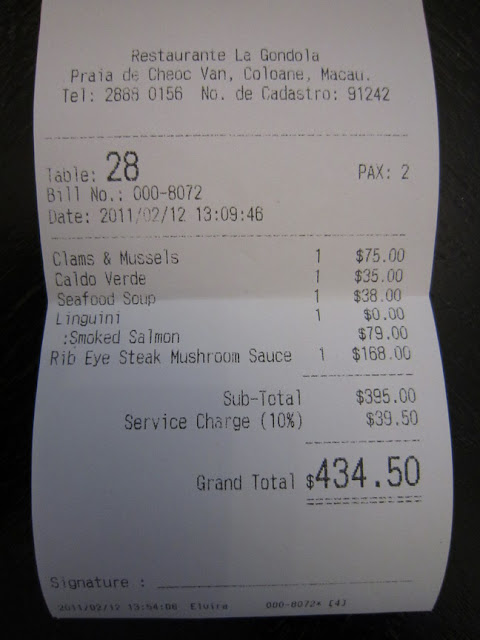 Restaurante La Gondola
Praia de Cheoc Van, Coloane, Macau.
Tel: 2888 0156 No. de Cadastro: 91242
Table: 28 PAX: 2
Bill No.: 000-8072
Date: 2011/02/12 13:09:46
Clams & Mussels 1 $75.00
Caldo Verde 1 $35.00
Seafood Soup 1 $38.00
Linguini 1 $0.00
:Smoked Salmon $79.00
Rib Eye Steak Mushroom Sauce 1 $168.00
Sub-Total $395.00
Service Charge (10%) $39.50
Grand Total $434.50
Signature :
2011/02/12 13:54:06 Elvira 000-8072* [4]